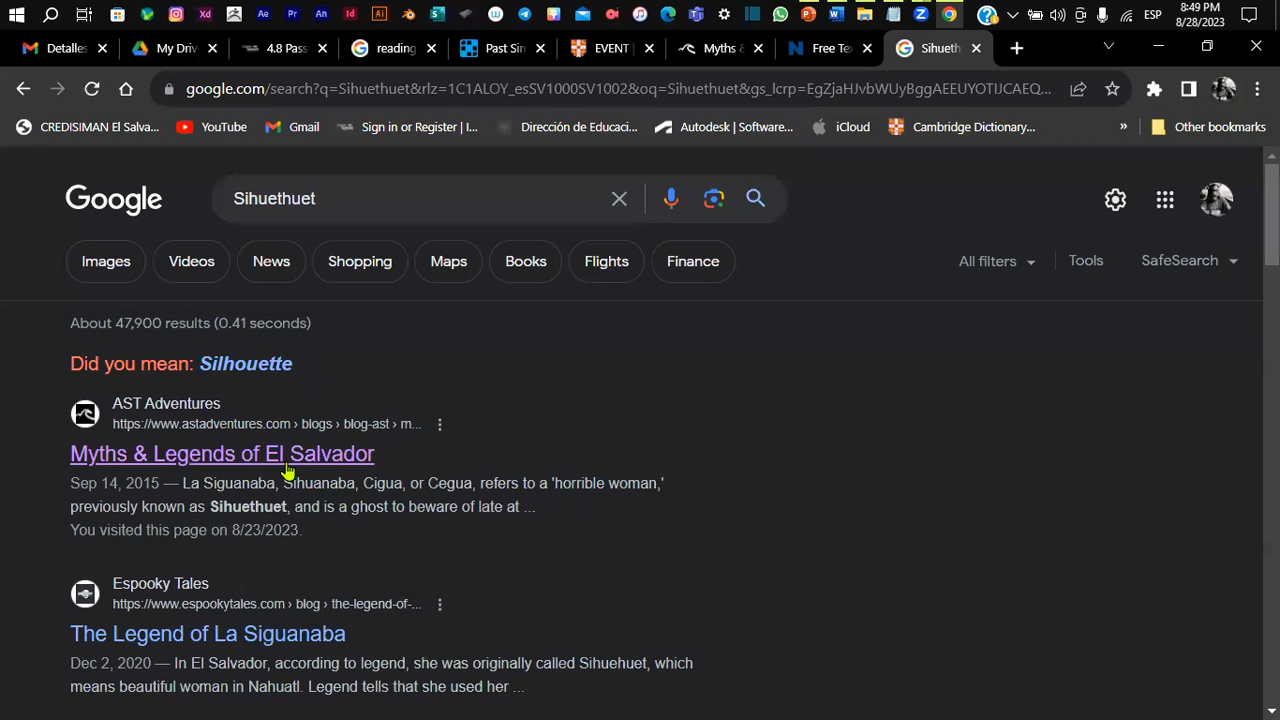 ESP
8:49 PM
8/28/2023
Detalles
My Driv
4.8 Pass
reading
Past Sim
EVENT |
Myths &
Free Tex
Sihueth
google.com/search?q=Sihuethuet&rlz=1C1ALOY_esSV1000SV1002&oq=Sihuethuet&gs_lcrp=EgZjaHJvbWUyBggAEEUYOTIJCAEQ...
CREDISIMAN El Salva...
YouTube
Gmail
Sign in or Register | I...
Dirección de Educaci...
Autodesk | Software...
iCloud
Cambridge Dictionary...
»
Other bookmarks
Google
Sihuethuet
Images
Videos
News
Shopping
Maps
Books
Flights
Finance
All filters
Tools
SafeSearch
About 47,900 results (0.41 seconds)
Did you mean: Silhouette
AST Adventures
https://www.astadventures.com › blogs › blog-ast › m...
Myths & Legends of El Salvador
Sep 14, 2015 — La Siguanaba, Sihuanaba, Cigua, or Cegua, refers to a 'horrible woman,'
previously known as Sihuethuet, and is a ghost to beware of late at ...
You visited this page on 8/23/2023.
Espooky Tales
https://www.espookytales.com › blog › the-legend-of-...
The Legend of La Siguanaba
Dec 2, 2020 — In El Salvador, according to legend, she was originally called Sihuehuet, which
means beautiful woman in Nahuatl. Legend tells that she used her ...